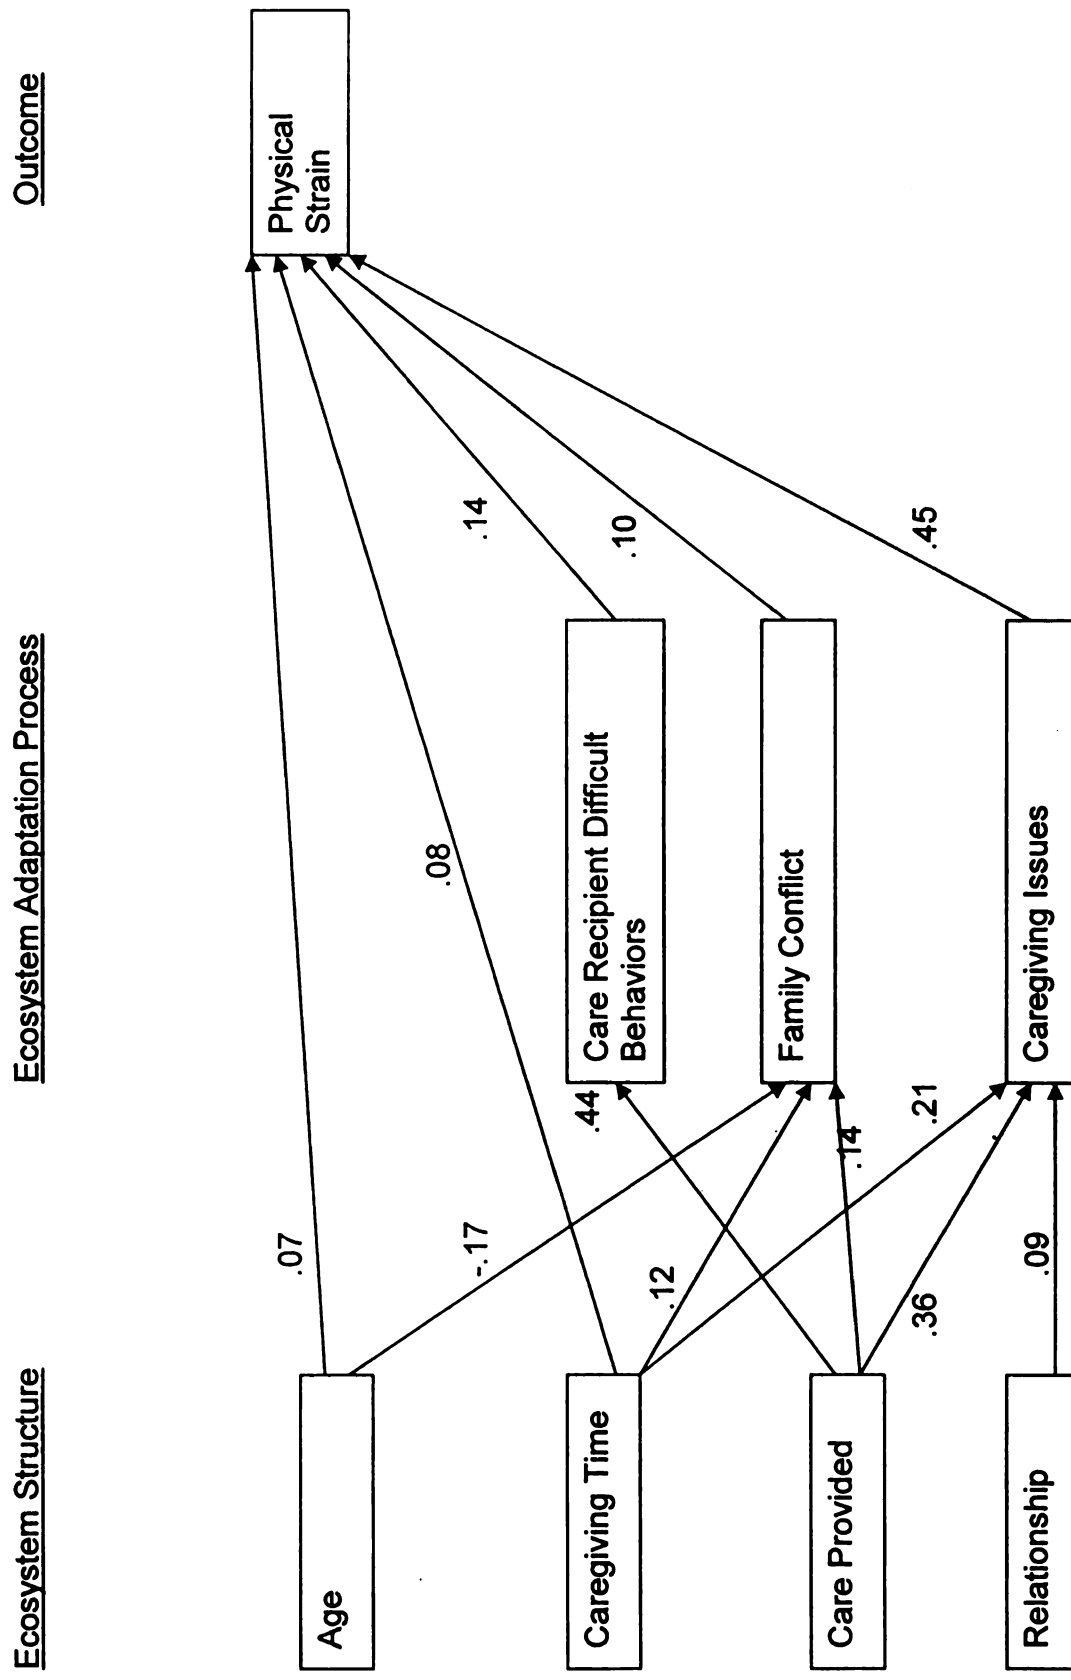 Ecosystem Structure
Ecosystem Adaptation Process
Outcome
Age
Caregiving Time
Care Provided
Relationship
Care Recipient Difficult
Behaviors
Family Conflict
Caregiving Issues
Physical
Strain
.07
-.17
.08
.12
.44
.14
.36
.21
.09
.14
.10
.45